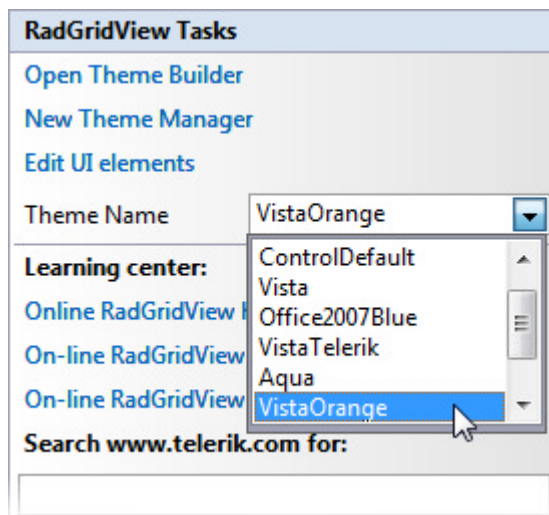 RadGridView Tasks
Open Theme Builder
New Theme Manager
Edit UI elements
Theme Name VistaOrange
ControlDefault
Learning center:
Vista
Online RadGridView
Office2007Blue
On-line RadGridView
VistaTelerik
Aqua
On-line RadGridView
VistaOrange
Search www.telerik.com for: